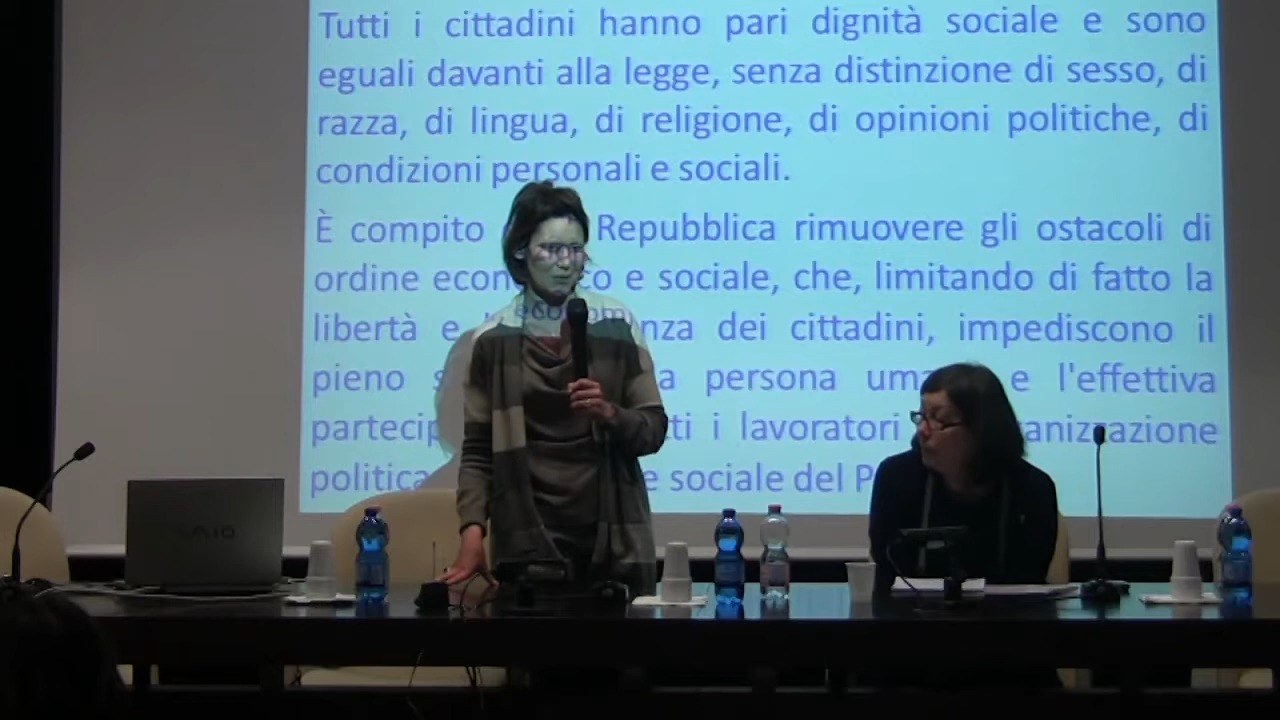 Tutti i cittadini hanno pari dignità sociale e sono
eguali davanti alla legge, senza distinzione di sesso, di
razza, di lingua, di religione, di opinioni politiche, di
condizioni personali e sociali.
È compito Repubblica rimuovere gli ostacoli di
ordine e sociale, che, limitando di fatto la
libertà e dei cittadini, impediscono il
pieno persona e l'effettiva
i lavoratori
politica e sociale del
VAIO